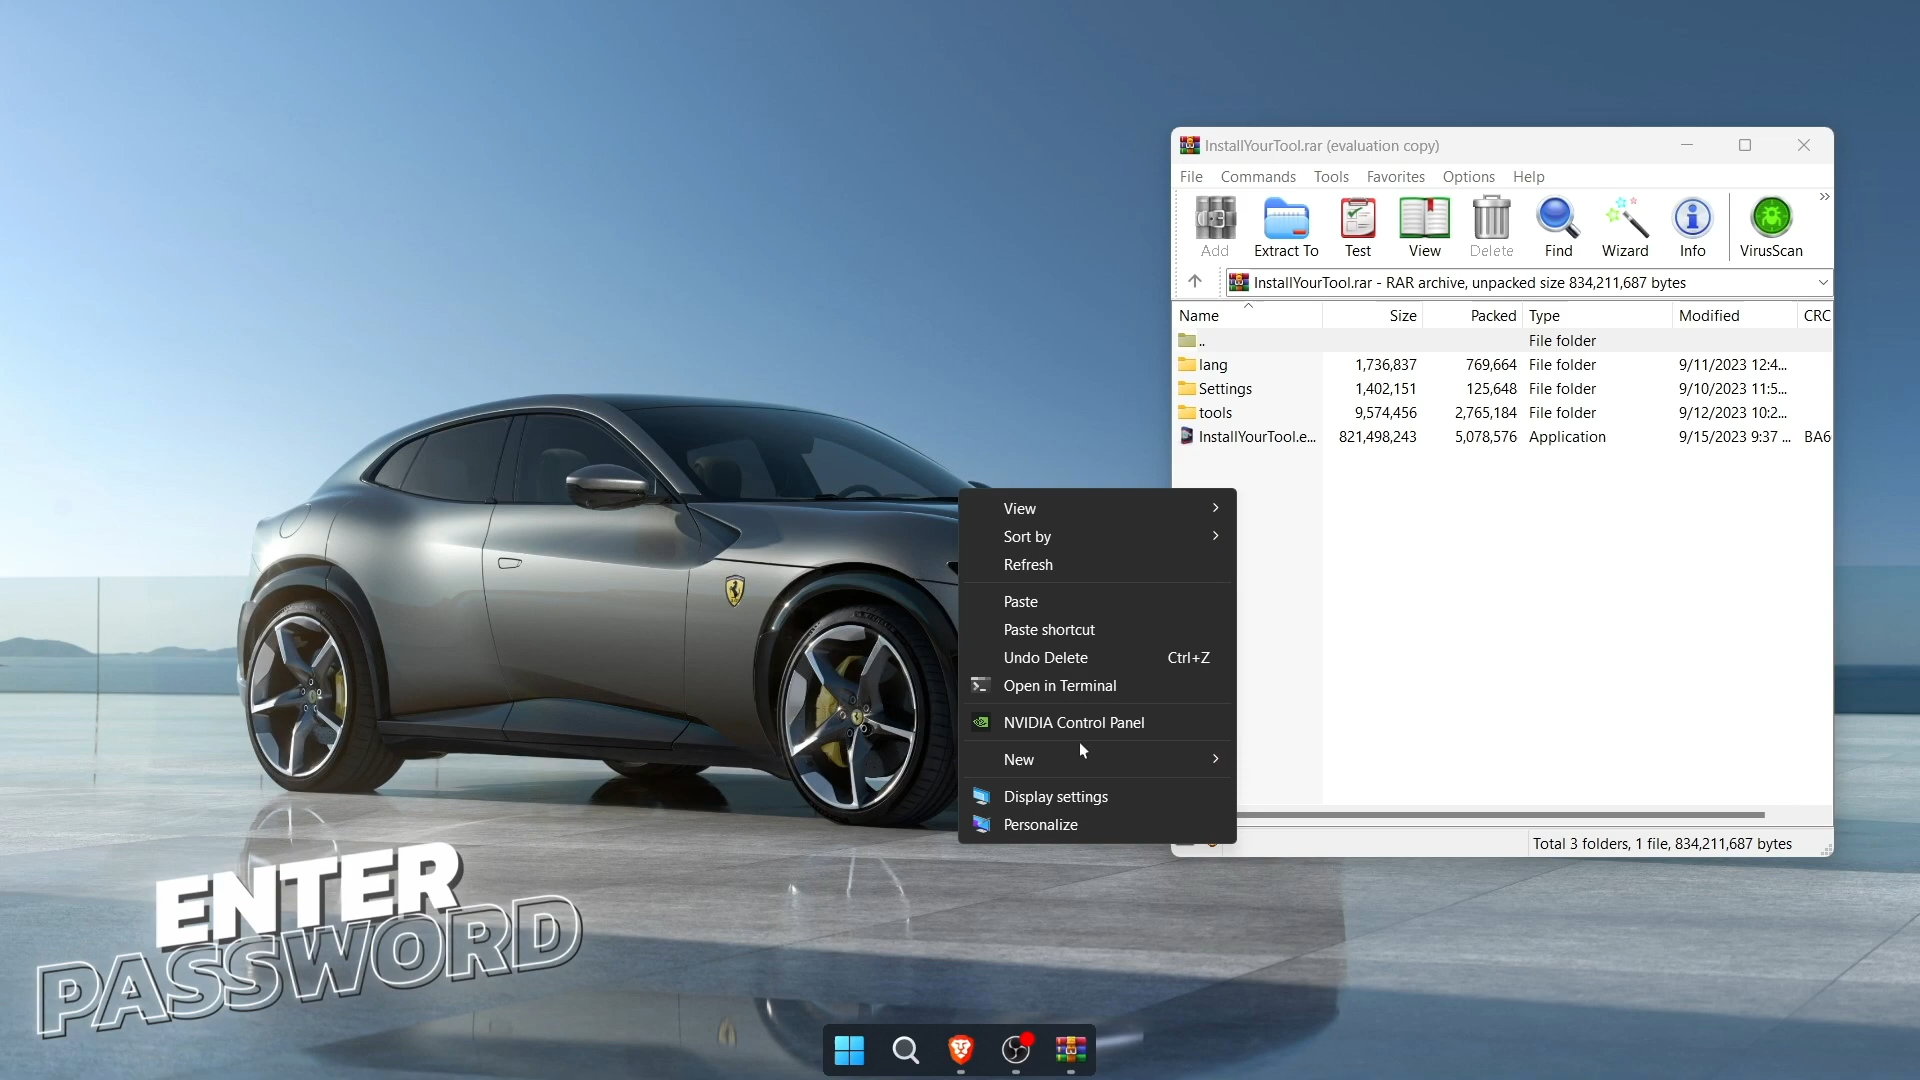 InstallYourTool.rar (evaluation copy)
File Commands Tools Favorites Options Help
Add Extract To Test View Delete Find Wizard Info VirusScan
InstallYourTool.rar - RAR archive, unpacked size 834,211,687 bytes
Name Size Packed Type Modified CRC
.. File folder
lang 1,736,837 769,664 File folder 9/11/2023 12:4...
Settings 1,402,151 125,648 File folder 9/10/2023 11:5...
tools 9,574,456 2,765,184 File folder 9/12/2023 10:2...
InstallYourTool.e... 821,498,243 5,078,576 Application 9/15/2023 9:37 ... BA6
View
Sort by
Refresh
Paste
Paste shortcut
Undo Delete Ctrl+Z
Open in Terminal
NVIDIA Control Panel
New
Display settings
Personalize
Total 3 folders, 1 file, 834,211,687 bytes
ENTER
PASSWORD